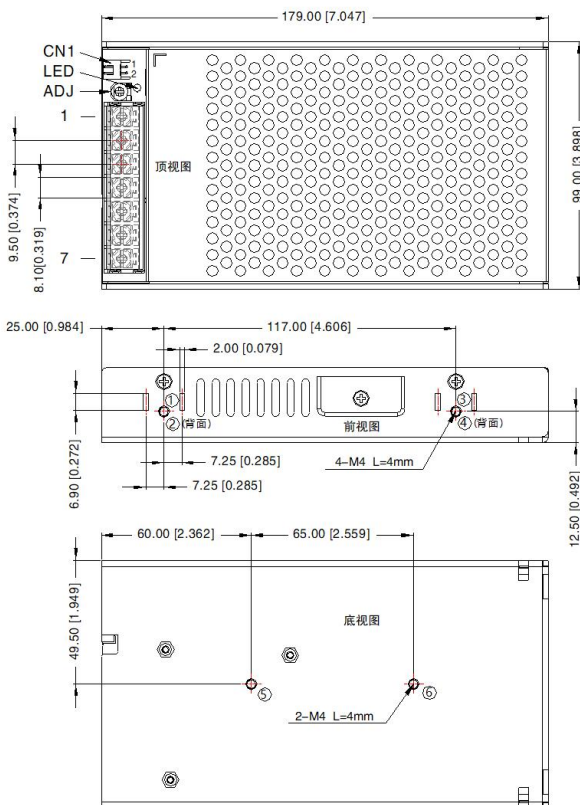 179.00 [7.047]
CN1
1
2
LED
ADJ
1
顶视图
9.50 [0.374]
8.10[0.319]
7
99.00 [3.898]
25.00 [0.984]
117.00 [4.606]
2.00 [0.079]
①
③
②(背面)
前视图
④(背面)
6.90 [0.272]
7.25 [0.285]
4-M4 L=4mm
7.25 [0.285]
12.50 [0.492]
60.00 [2.362]
65.00 [2.559]
49.50 [1.949]
底视图
⑤
⑥
2-M4 L=4mm